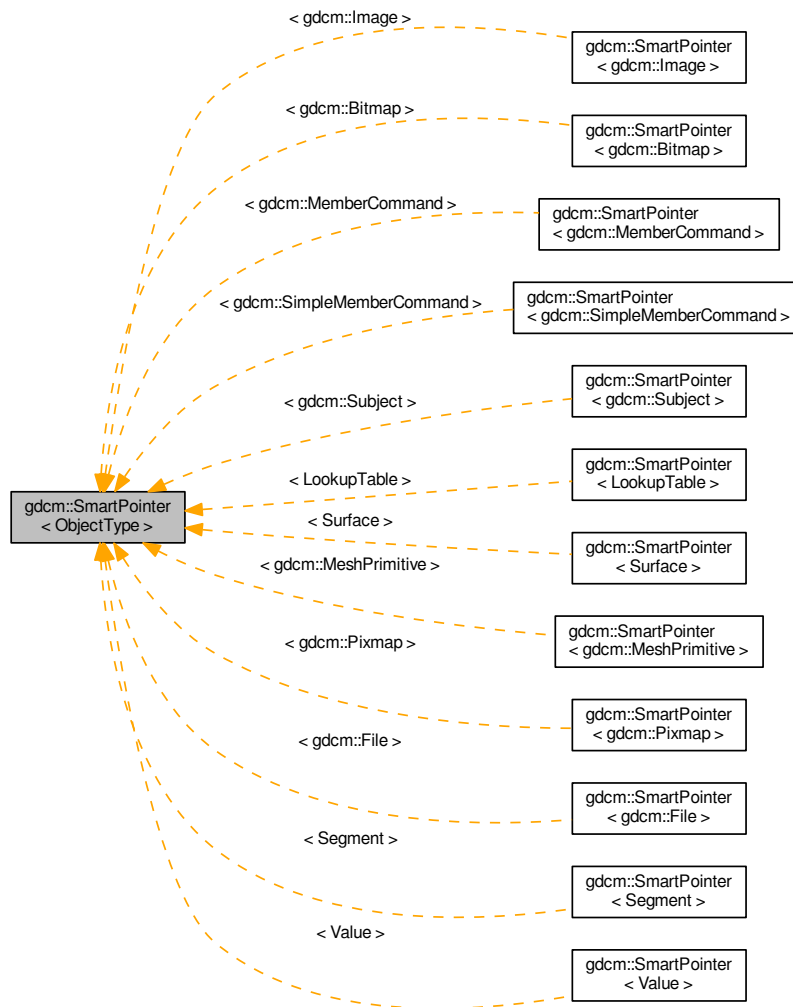 < gdcm::Image >
gdcm::SmartPointer
< gdcm::Image >
< gdcm::Bitmap >
gdcm::SmartPointer
< gdcm::Bitmap >
< gdcm::MemberCommand >
gdcm::SmartPointer
< gdcm::MemberCommand >
< gdcm::SimpleMemberCommand >
gdcm::SmartPointer
< gdcm::SimpleMemberCommand >
< gdcm::Subject >
gdcm::SmartPointer
< gdcm::Subject >
< LookupTable >
gdcm::SmartPointer
< LookupTable >
gdcm::SmartPointer
< ObjectType >
< Surface >
gdcm::SmartPointer
< Surface >
< gdcm::MeshPrimitive >
gdcm::SmartPointer
< gdcm::MeshPrimitive >
< gdcm::Pixmap >
gdcm::SmartPointer
< gdcm::Pixmap >
< gdcm::File >
gdcm::SmartPointer
< gdcm::File >
< Segment >
gdcm::SmartPointer
< Segment >
< Value >
gdcm::SmartPointer
< Value >